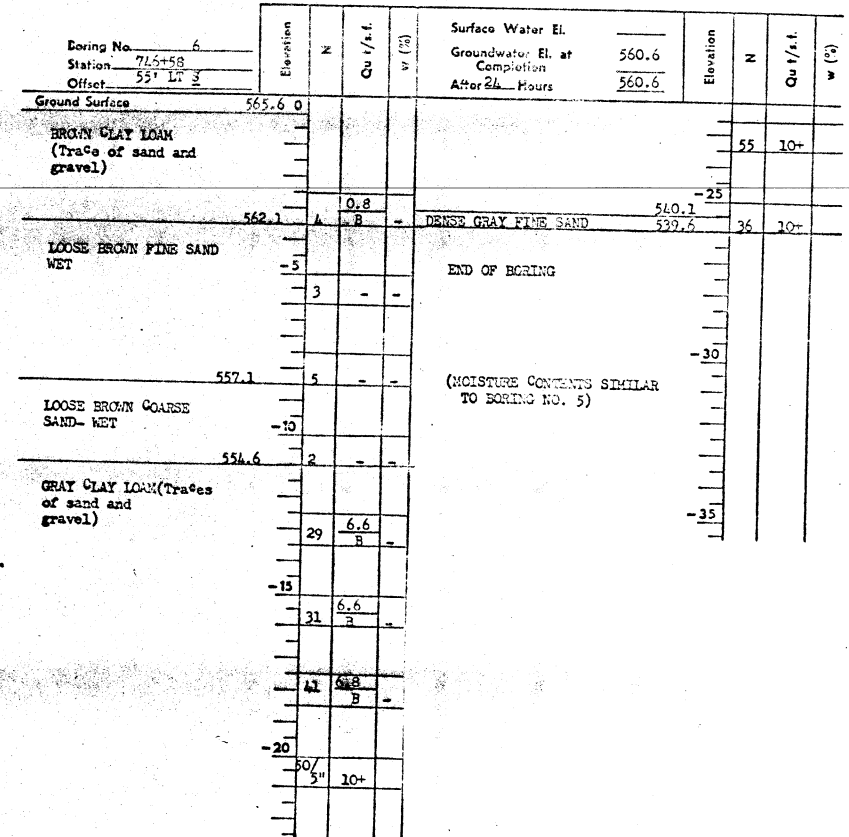 Boring No. 6
Station 746+58
Offset 55' LT S
Elevation
N
Qu t/s.f.
w (%)
Surface Water El.
Groundwater El. at Completion 560.6
After 24 Hours 560.6
Elevation
N
Qu t/s.f.
w (%)
Ground Surface 565.6 0
BROWN CLAY LOAM
(Trace of sand and
gravel)
0.8
562.1 4 B -
LOOSE BROWN FINE SAND
WET
-5
3 - -
557.1 5 - -
LOOSE BROWN COARSE
SAND- WET
-10
554.6 2 - -
GRAY CLAY LOAM(Traces
of sand and
gravel)
29 6.6
B -
-15
31 6.6
B -
41 6.8
B -
-20
50/
5" 10+
55 10+
-25
540.1
DENSE GRAY FINE SAND 539.6 36 10+
END OF BORING
-30
(MOISTURE CONTENTS SIMILAR
TO BORING NO. 5)
-35